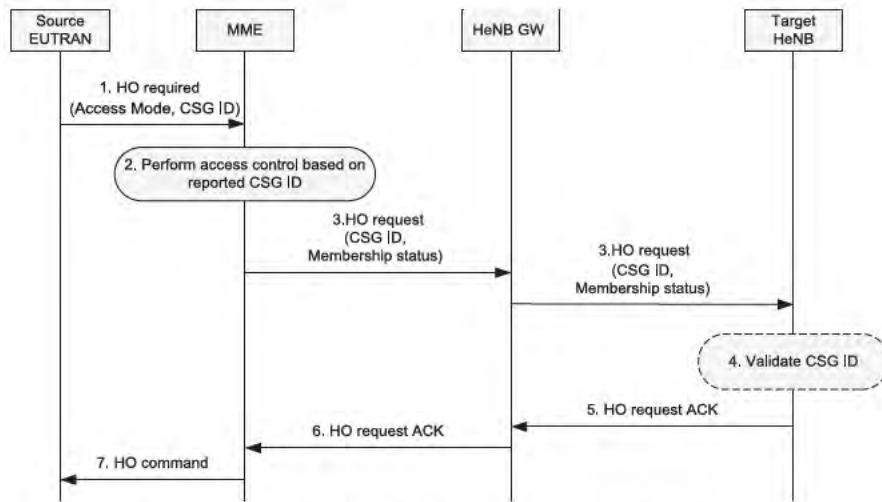 Source
EUTRAN
MME
HeNB GW
Target
HeNB
1. HO required
(Access Mode, CSG ID)
2. Perform access control based on
reported CSG ID
3.HO request
(CSG ID,
Membership status)
3.HO request
(CSG ID,
Membership status)
4. Validate CSG ID
5. HO request ACK
6. HO request ACK
7. HO command